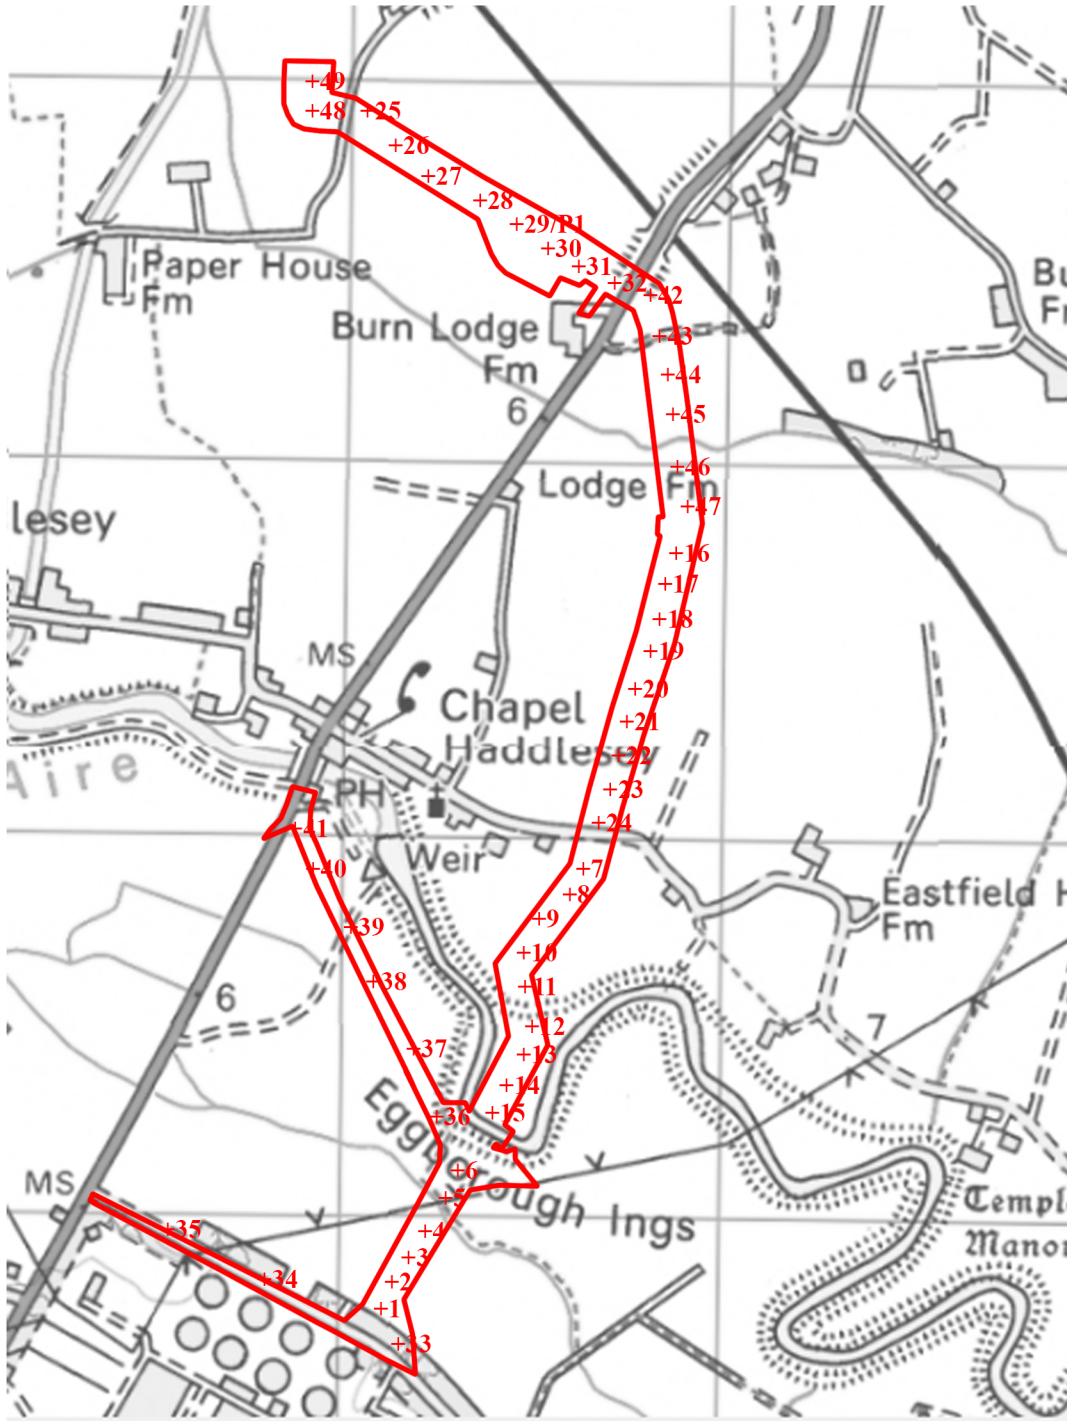 +49
+48 +25
+26
+27
+28
+29/P1
+30
+31
+32
+42
Paper House
Fm
Burn Lodge
Fm
+43
+44
6
+45
+46
Lodge Fm
+47
lesey
+16
+17
+18
+19
MS
+20
Chapel
Haddlesey
+21
+22
+23
+24
Aire
PH
+41
Weir
+40
+7
+8
Eastfield H
Fm
+9
+39
+10
+38
+11
6
7
+12
+37
+13
+14
+15
+36
Eggborough Ings
+6
+5
MS
+35
+4
Templ
Manor
+3
+34
+2
+1
+33